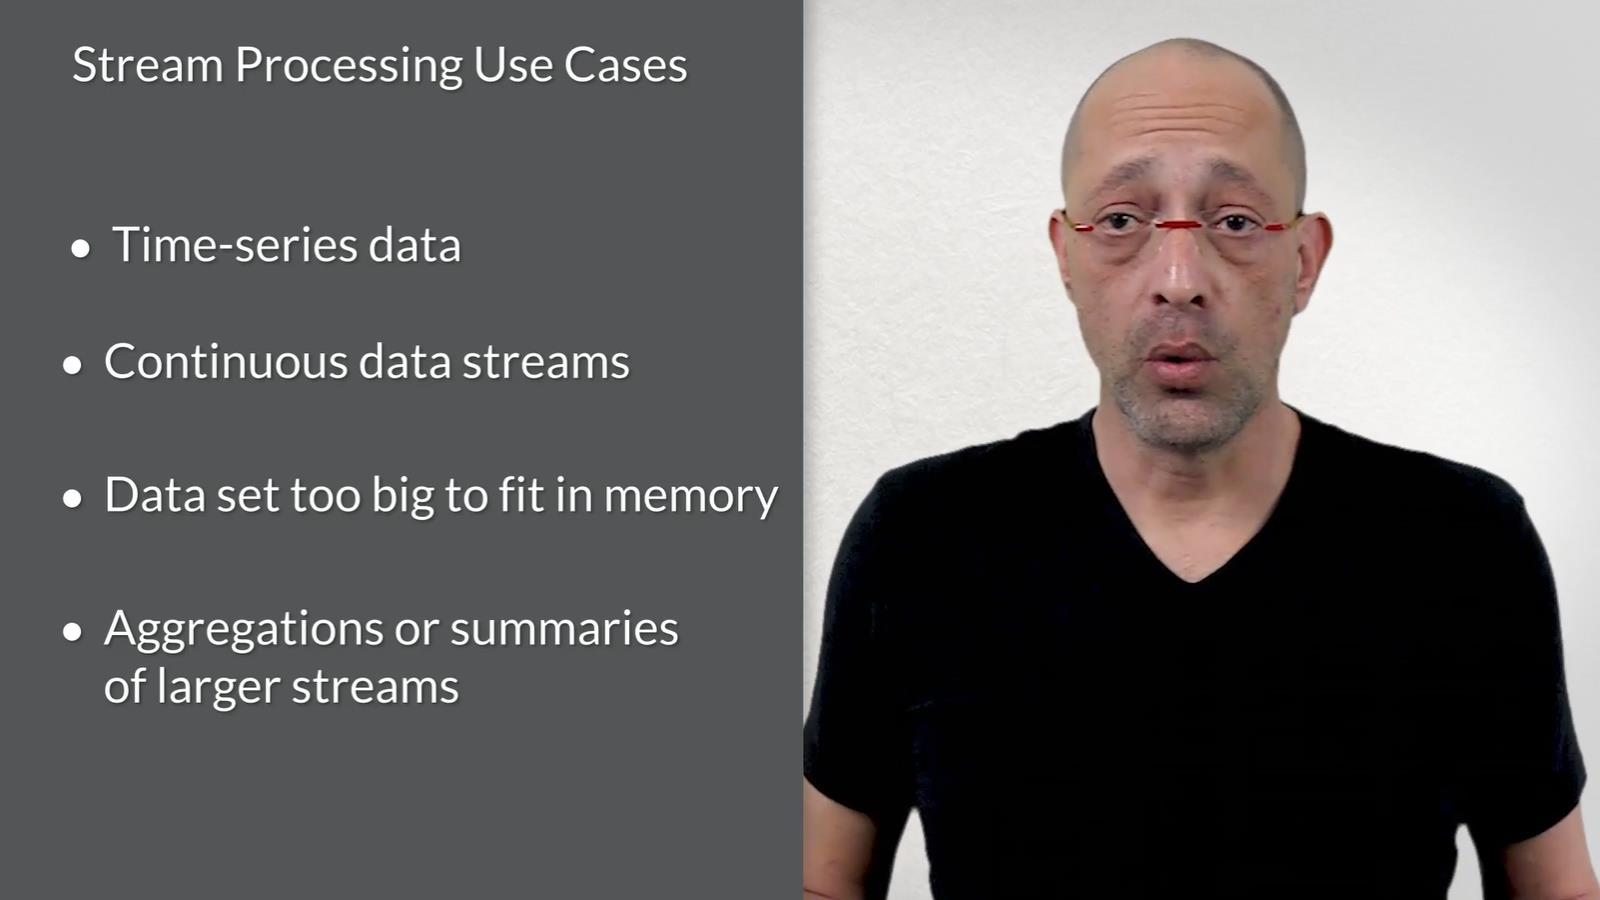 Stream Processing Use Cases
• Time-series data
• Continuous data streams
• Data set too big to fit in memory
• Aggregations or summaries
of larger streams